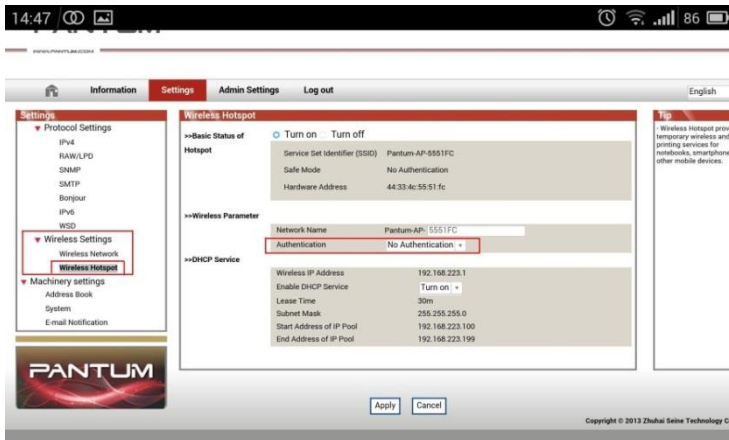 14:47 86
PANTUM
WWW.PANTUM.COM
Information Settings Admin Settings Log out English
Settings
Protocol Settings
IPv4
RAW/LPD
SNMP
SMTP
Bonjour
IPv6
WSD
Wireless Settings
Wireless Network
Wireless Hotspot
Machinery settings
Address Book
System
E-mail Notification
PANTUM
Wireless Hotspot
>>Basic Status of Hotspot
Turn on Turn off
Service Set Identifier (SSID) Pantum-AP-5551FC
Safe Mode No Authentication
Hardware Address 44:33:4c:55:51:fc
>>Wireless Parameter
Network Name Pantum-AP- 5551FC
Authentication No Authentication
>>DHCP Service
Wireless IP Address 192.168.223.1
Enable DHCP Service Turn on
Lease Time 30m
Subnet Mask 255.255.255.0
Start Address of IP Pool 192.168.223.100
End Address of IP Pool 192.168.223.199
Apply Cancel
Tip
· Wireless Hotspot prov
temporary wireless and
printing services for
notebooks, smartphone
other mobile devices.
Copyright © 2013 Zhuhai Seine Technology C